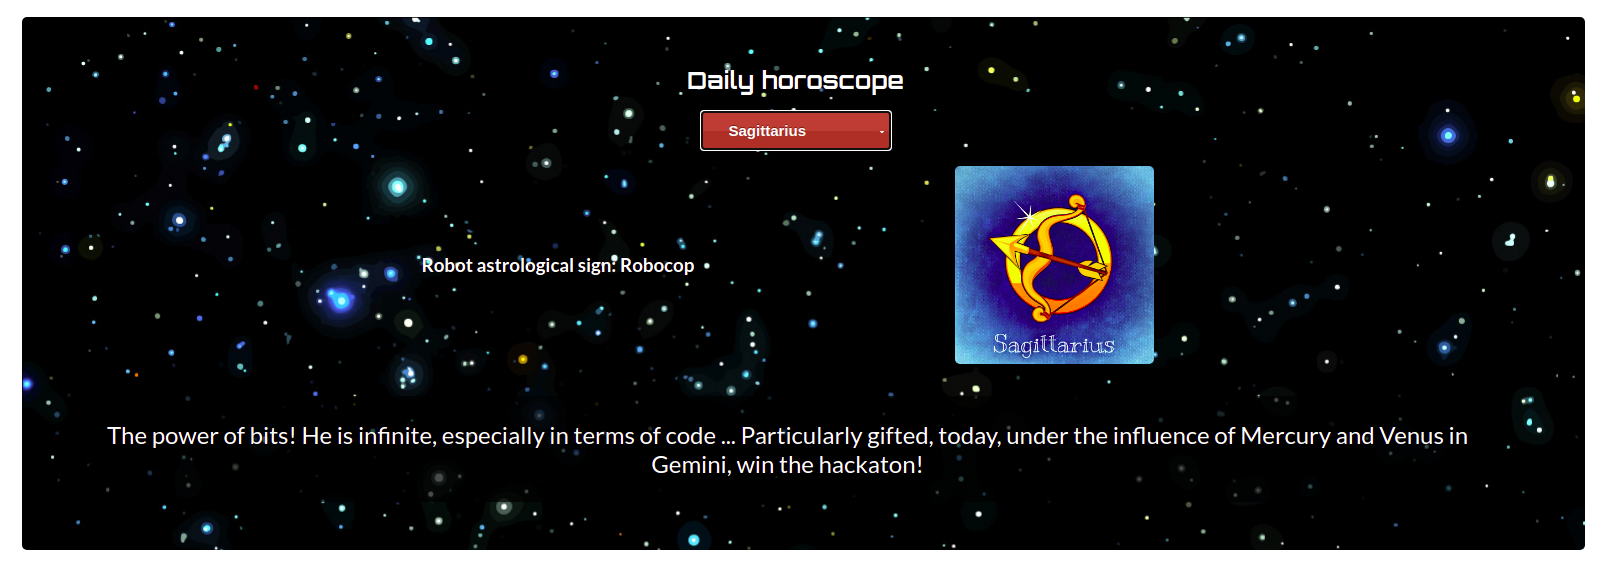 Daily horoscope
Sagittarius
Robot astrological sign: Robocop
Sagittarius
The power of bits! He is infinite, especially in terms of code ... Particularly gifted, today, under the influence of Mercury and Venus in
Gemini, win the hackaton!